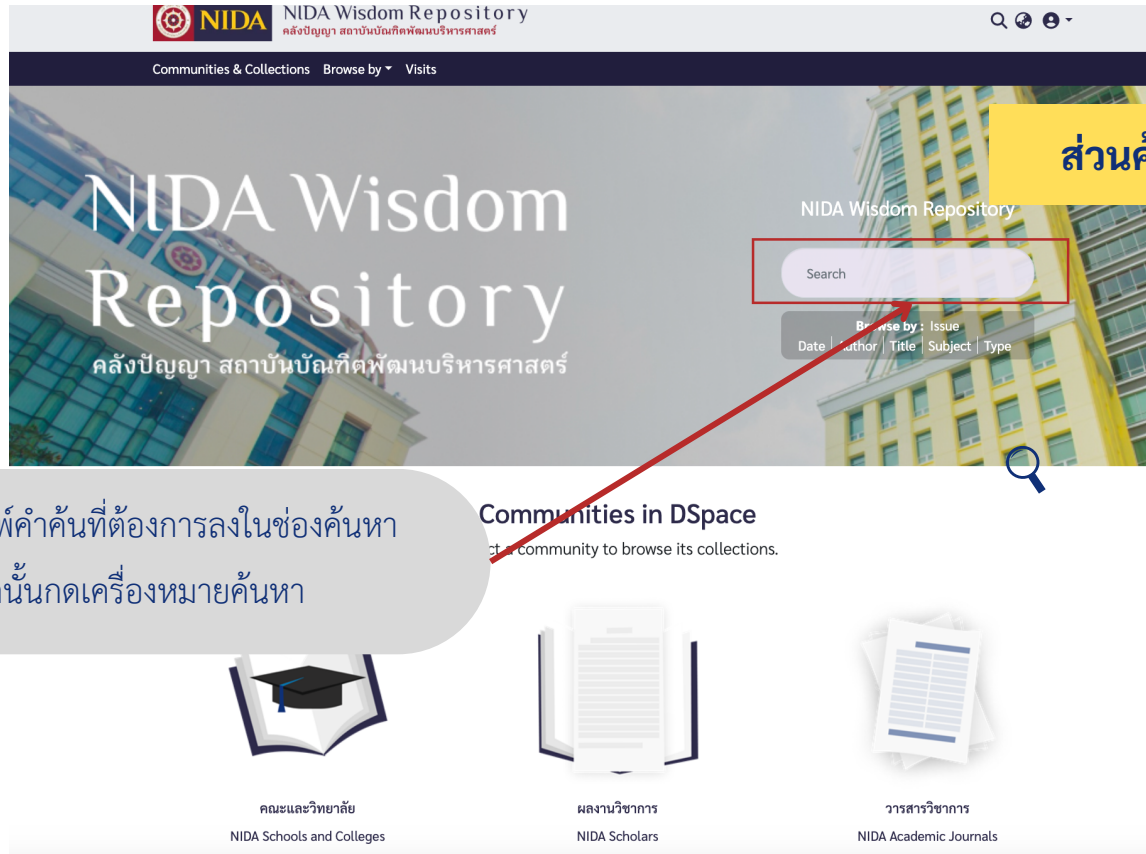 NIDA
NIDA Wisdom Repository
คลังปัญญา สถาบันบัณฑิตพัฒนบริหารศาสตร์
Communities & Collections Browse by Visits
NIDA Wisdom
Repository
คลังปัญญา สถาบันบัณฑิตพัฒนบริหารศาสตร์
ส่วนค้
NIDA Wisdom Repository
Search
Browse by : Issue
Date | Author | Title | Subject | Type
พ์คำค้นที่ต้องการลงในช่องค้นหา
นั้นกดเครื่องหมายค้นหา
Communities in DSpace
ct a community to browse its collections.
คณะและวิทยาลัย
NIDA Schools and Colleges
ผลงานวิชาการ
NIDA Scholars
วารสารวิชาการ
NIDA Academic Journals